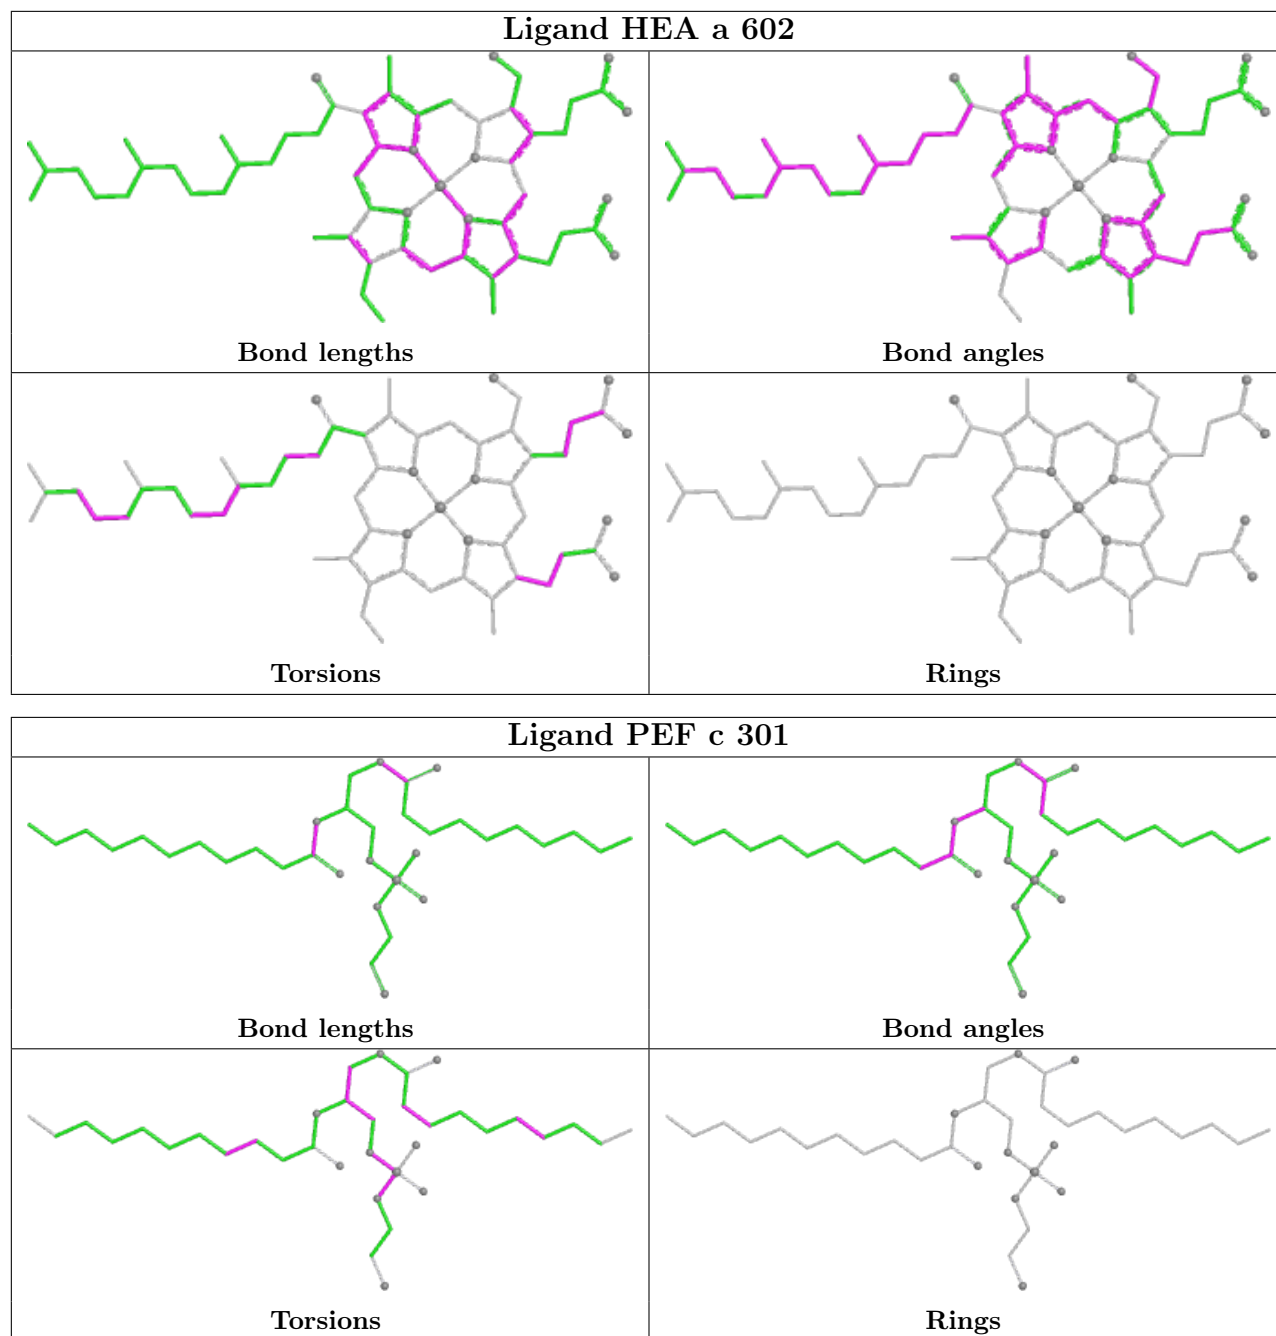 Ligand HEA a 602
Bond lengths
Bond angles
Torsions
Rings
Ligand PEF c 301
Bond lengths
Bond angles
Torsions
Rings